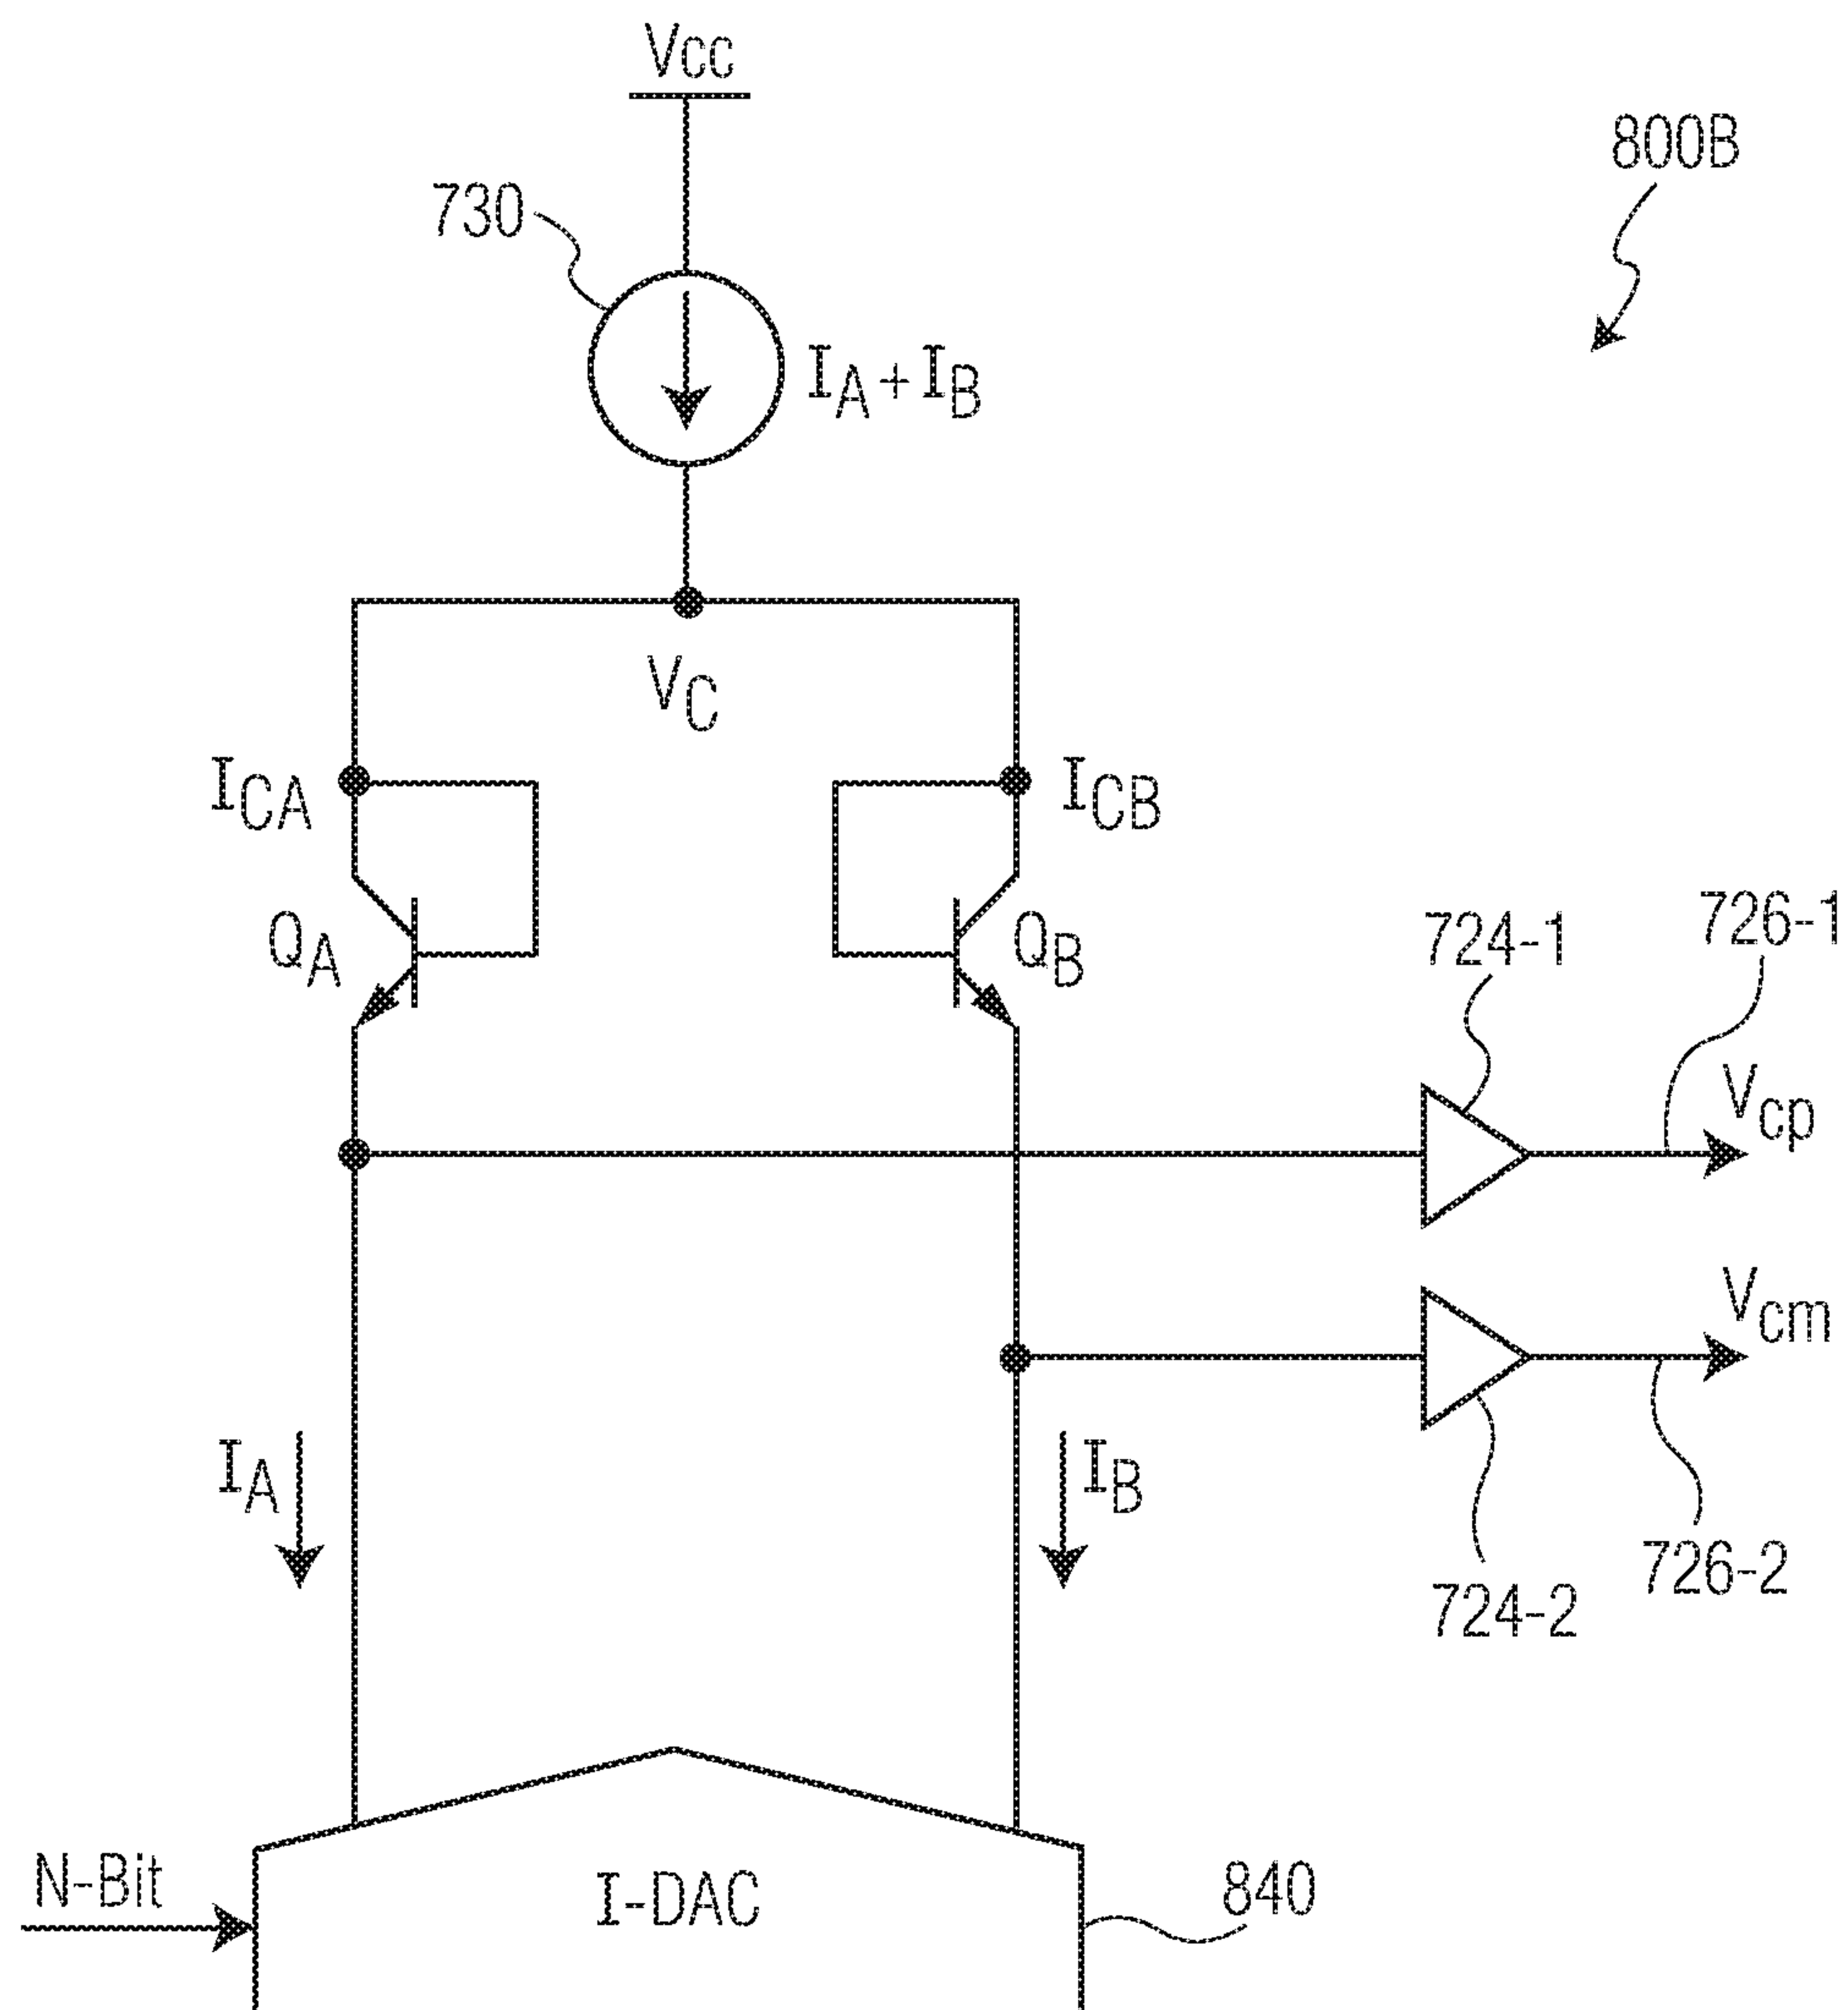 Vcc
800B
730
IA+IB
VC
ICA
ICB
QA
QB
724-1
726-1
Vcp
Vcm
IA
IB
726-2
724-2
N-Bit
I-DAC
840